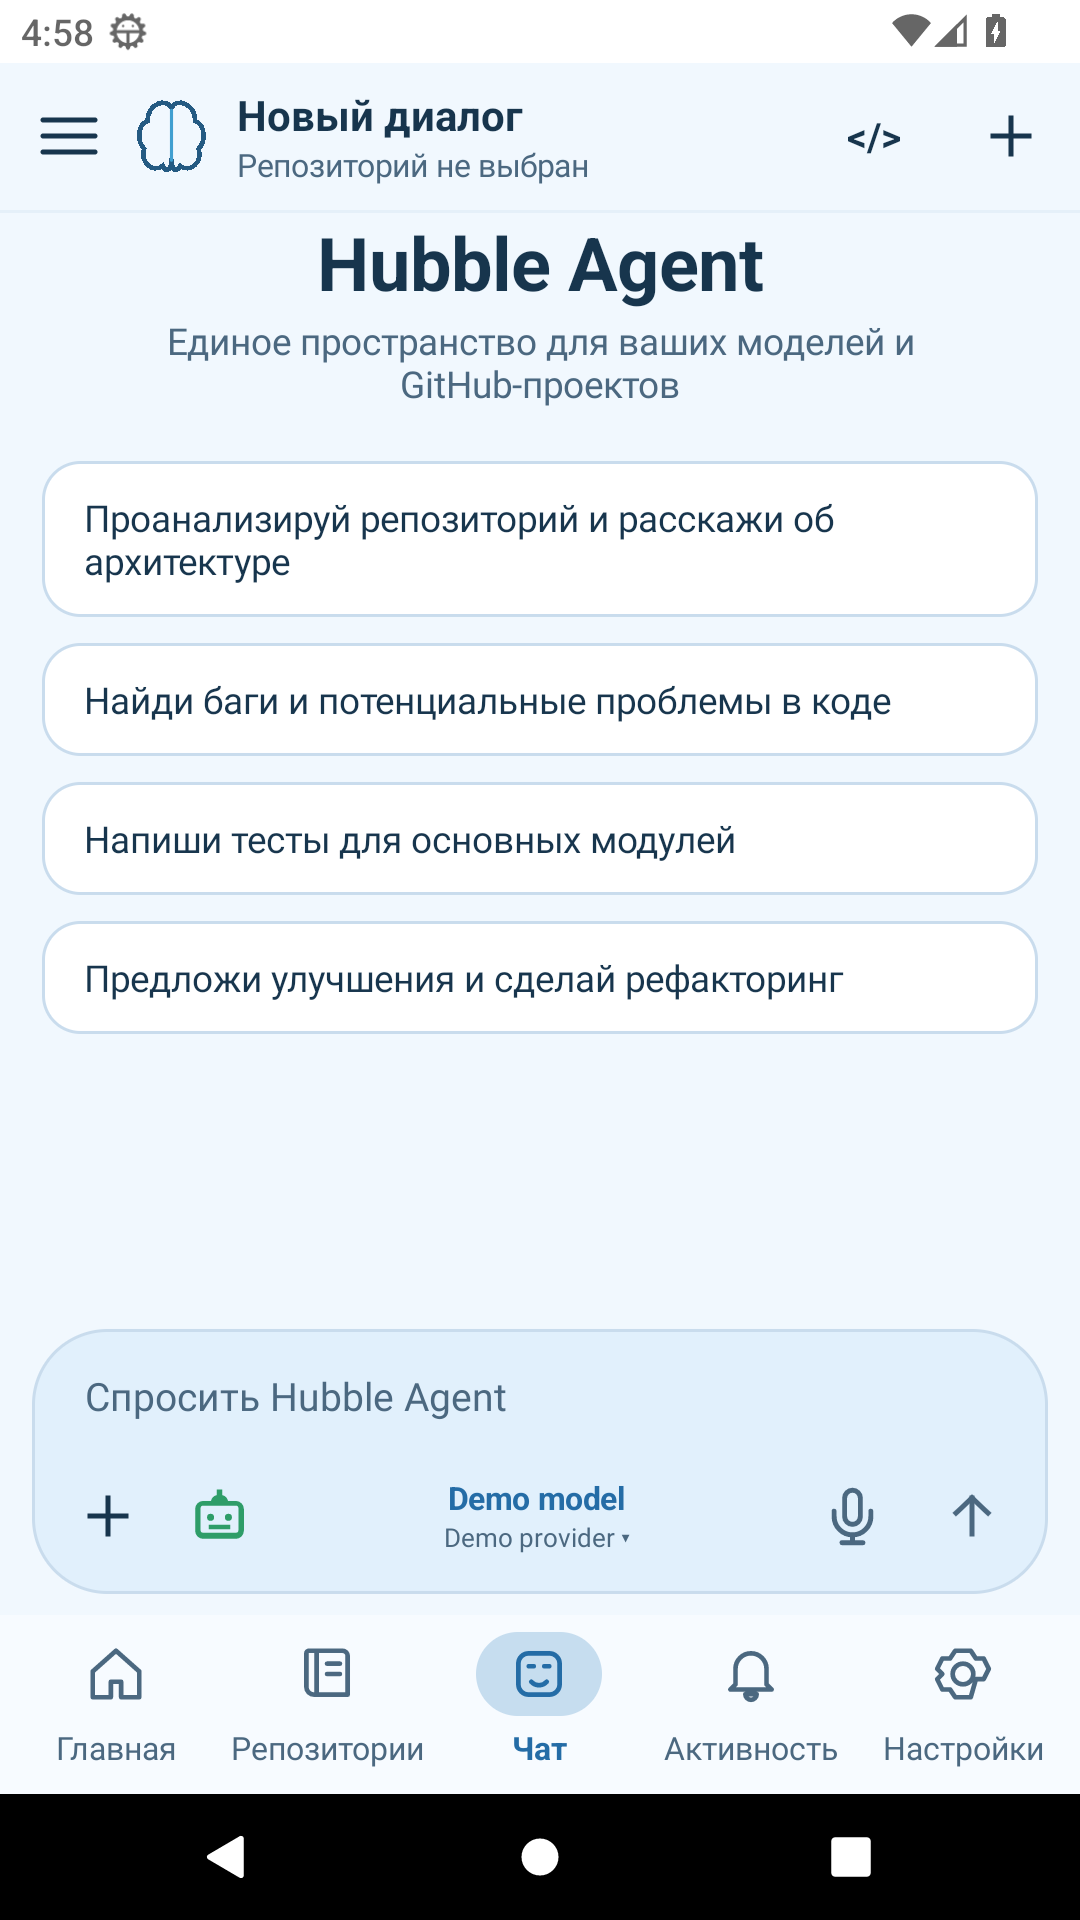 4:58
Новый диалог
Репозиторий не выбран
</>
Hubble Agent
Единое пространство для ваших моделей и
GitHub-проектов
Проанализируй репозиторий и расскажи об
архитектуре
Найди баги и потенциальные проблемы в коде
Напиши тесты для основных модулей
Предложи улучшения и сделай рефакторинг
Спросить Hubble Agent
Demo model
Demo provider ▾
Главная
Репозитории
Чат
Активность
Настройки